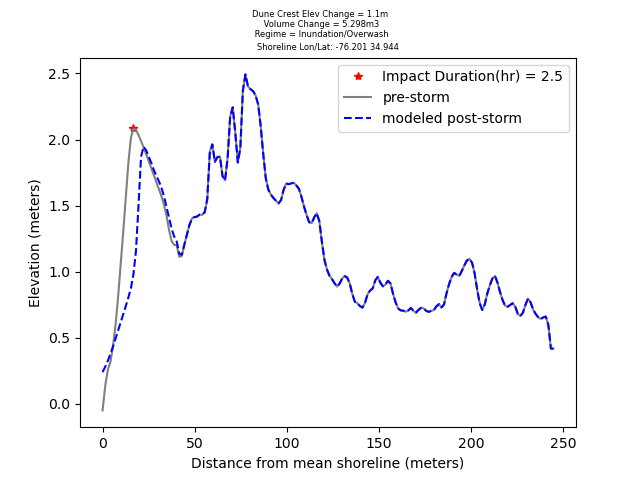 Dune Crest Elev Change = 1.1m
Volume Change = 5.298m3
Regime = Inundation/Overwash
Shoreline Lon/Lat: -76.201 34.944
Impact Duration(hr) = 2.5
pre-storm
modeled post-storm
Elevation (meters)
2.5
2.0
1.5
1.0
0.5
0.0
0 50 100 150 200 250
Distance from mean shoreline (meters)